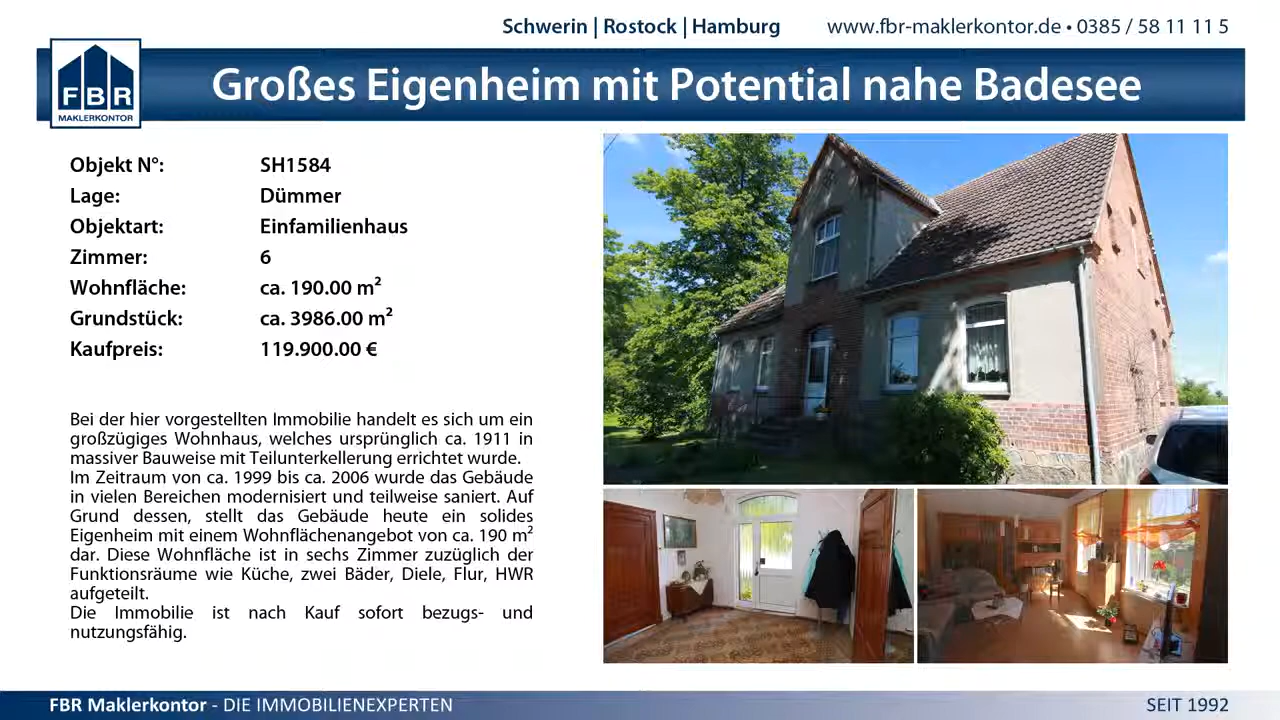 Schwerin | Rostock | Hamburg www.fbr-maklerkontor.de • 0385 / 58 11 11 5
FBR
MAKLERKONTOR
Großes Eigenheim mit Potential nahe Badesee
Objekt N°: SH1584
Lage: Dümmer
Objektart: Einfamilienhaus
Zimmer: 6
Wohnfläche: ca. 190.00 m²
Grundstück: ca. 3986.00 m²
Kaufpreis: 119.900.00 €
Bei der hier vorgestellten Immobilie handelt es sich um ein
großzügiges Wohnhaus, welches ursprünglich ca. 1911 in
massiver Bauweise mit Teilunterkellerung errichtet wurde.
Im Zeitraum von ca. 1999 bis ca. 2006 wurde das Gebäude
in vielen Bereichen modernisiert und teilweise saniert. Auf
Grund dessen, stellt das Gebäude heute ein solides
Eigenheim mit einem Wohnflächenangebot von ca. 190 m²
dar. Diese Wohnfläche ist in sechs Zimmer zuzüglich der
Funktionsräume wie Küche, zwei Bäder, Diele, Flur, HWR
aufgeteilt.
Die Immobilie ist nach Kauf sofort bezugs- und
nutzungsfähig.
FBR Maklerkontor - DIE IMMOBILIENEXPERTEN SEIT 1992